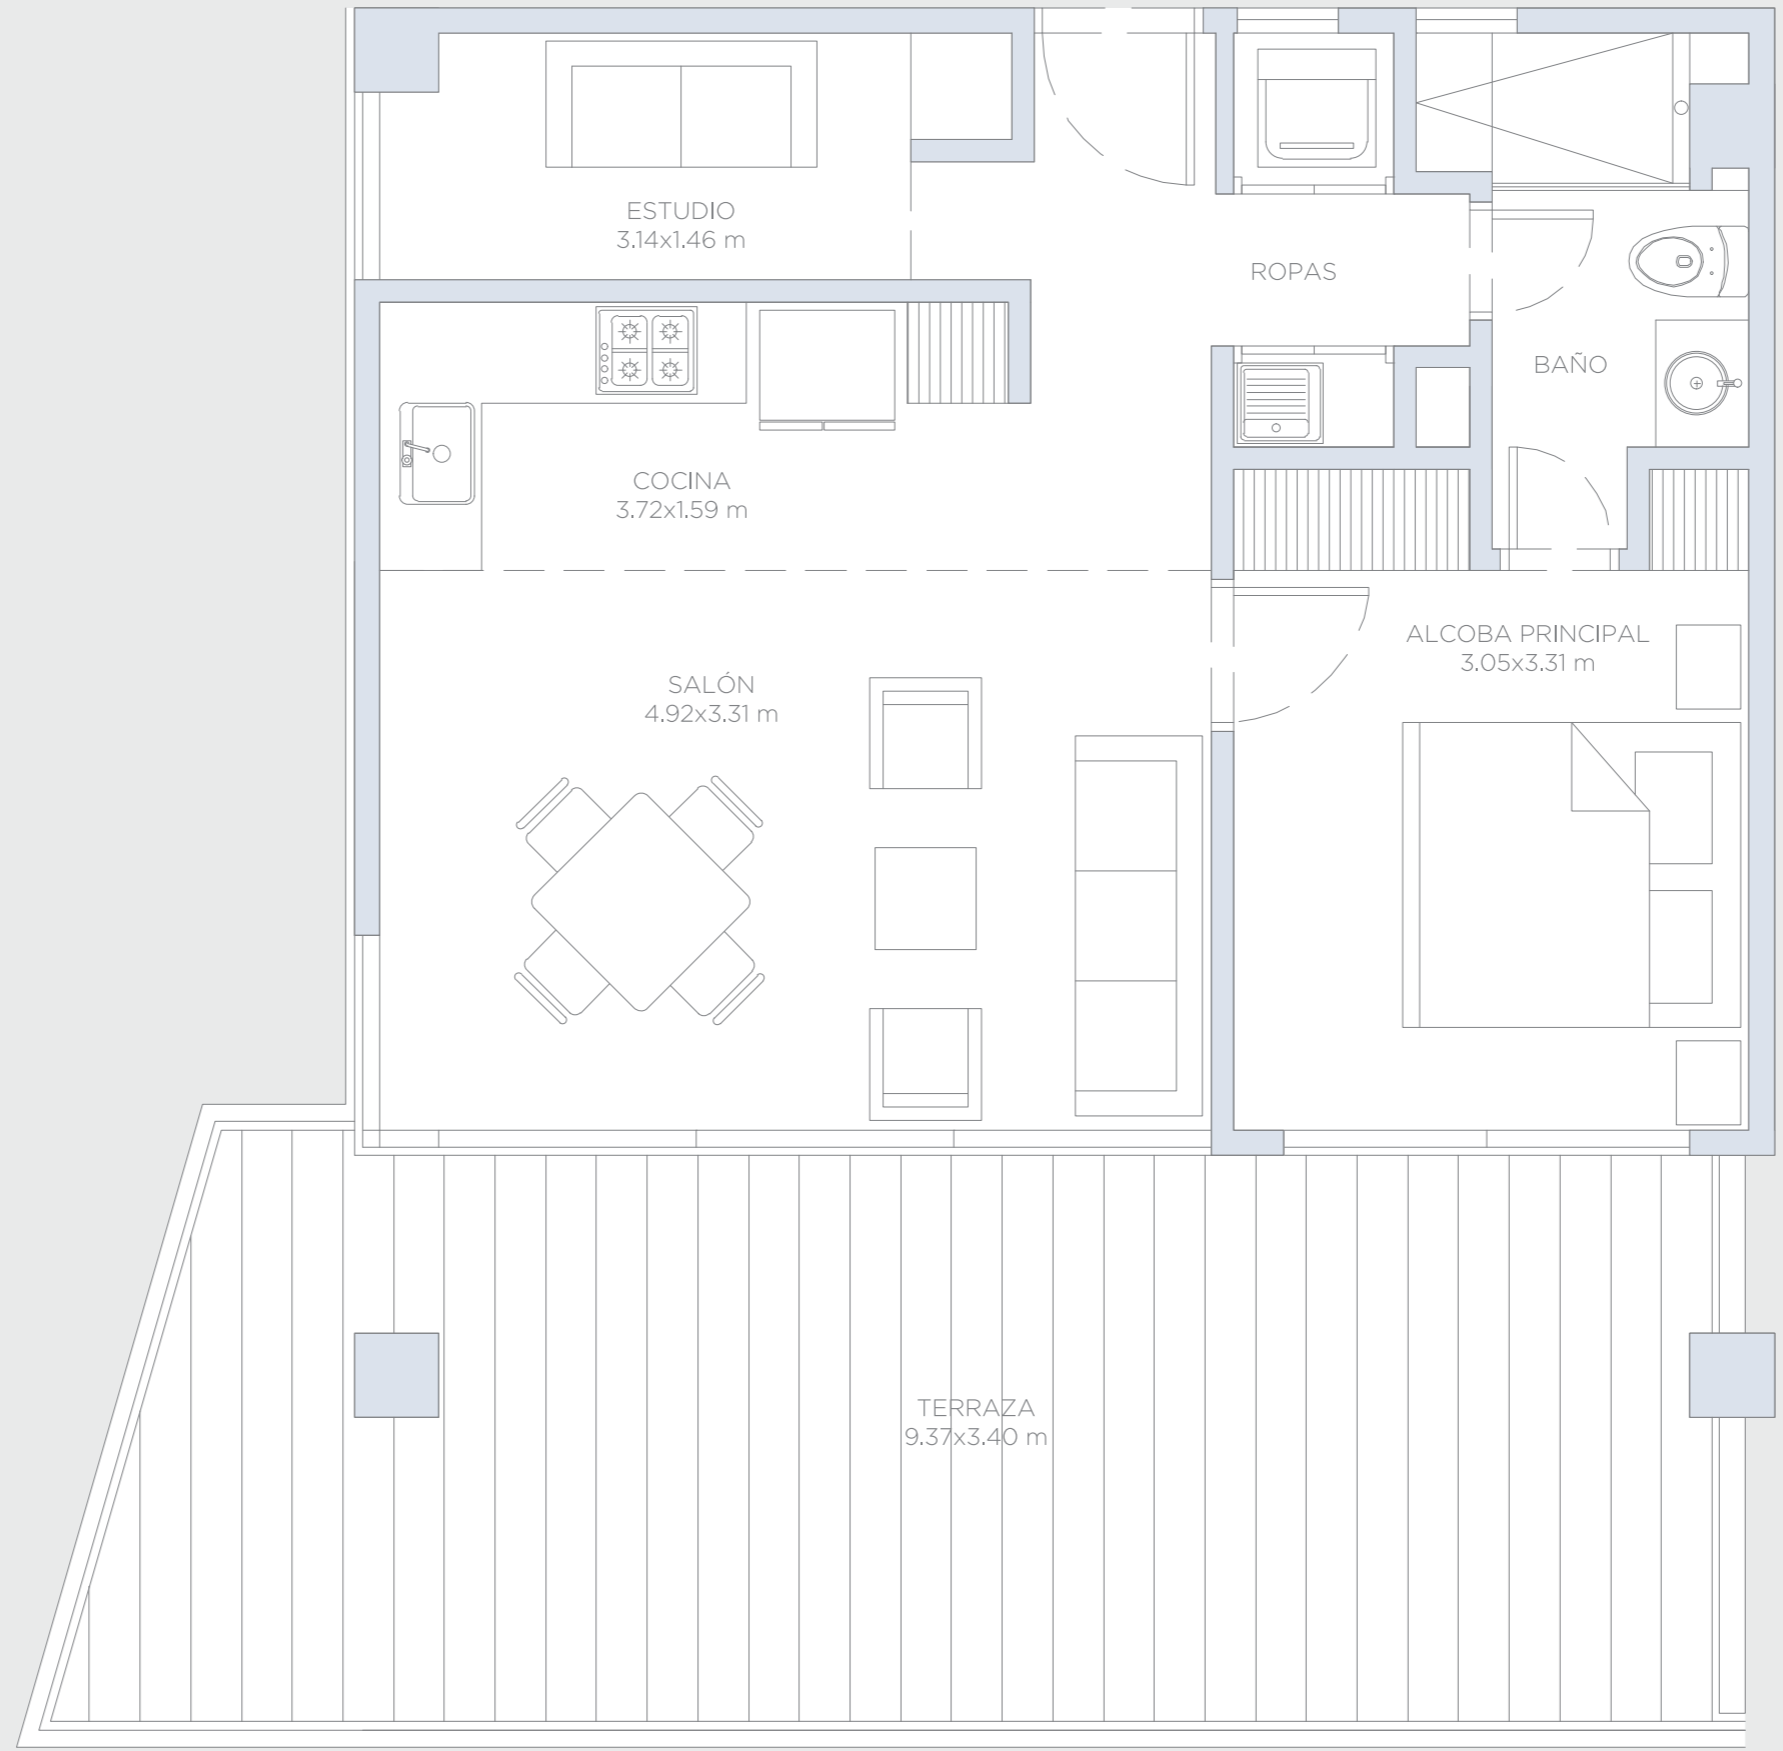 ESTUDIO
3.14x1.46 m
ROPAS
BAÑO
COCINA
3.72x1.59 m
ALCOBA PRINCIPAL
3.05x3.31 m
SALÓN
4.92x3.31 m
TERRAZA
9.37x3.40 m